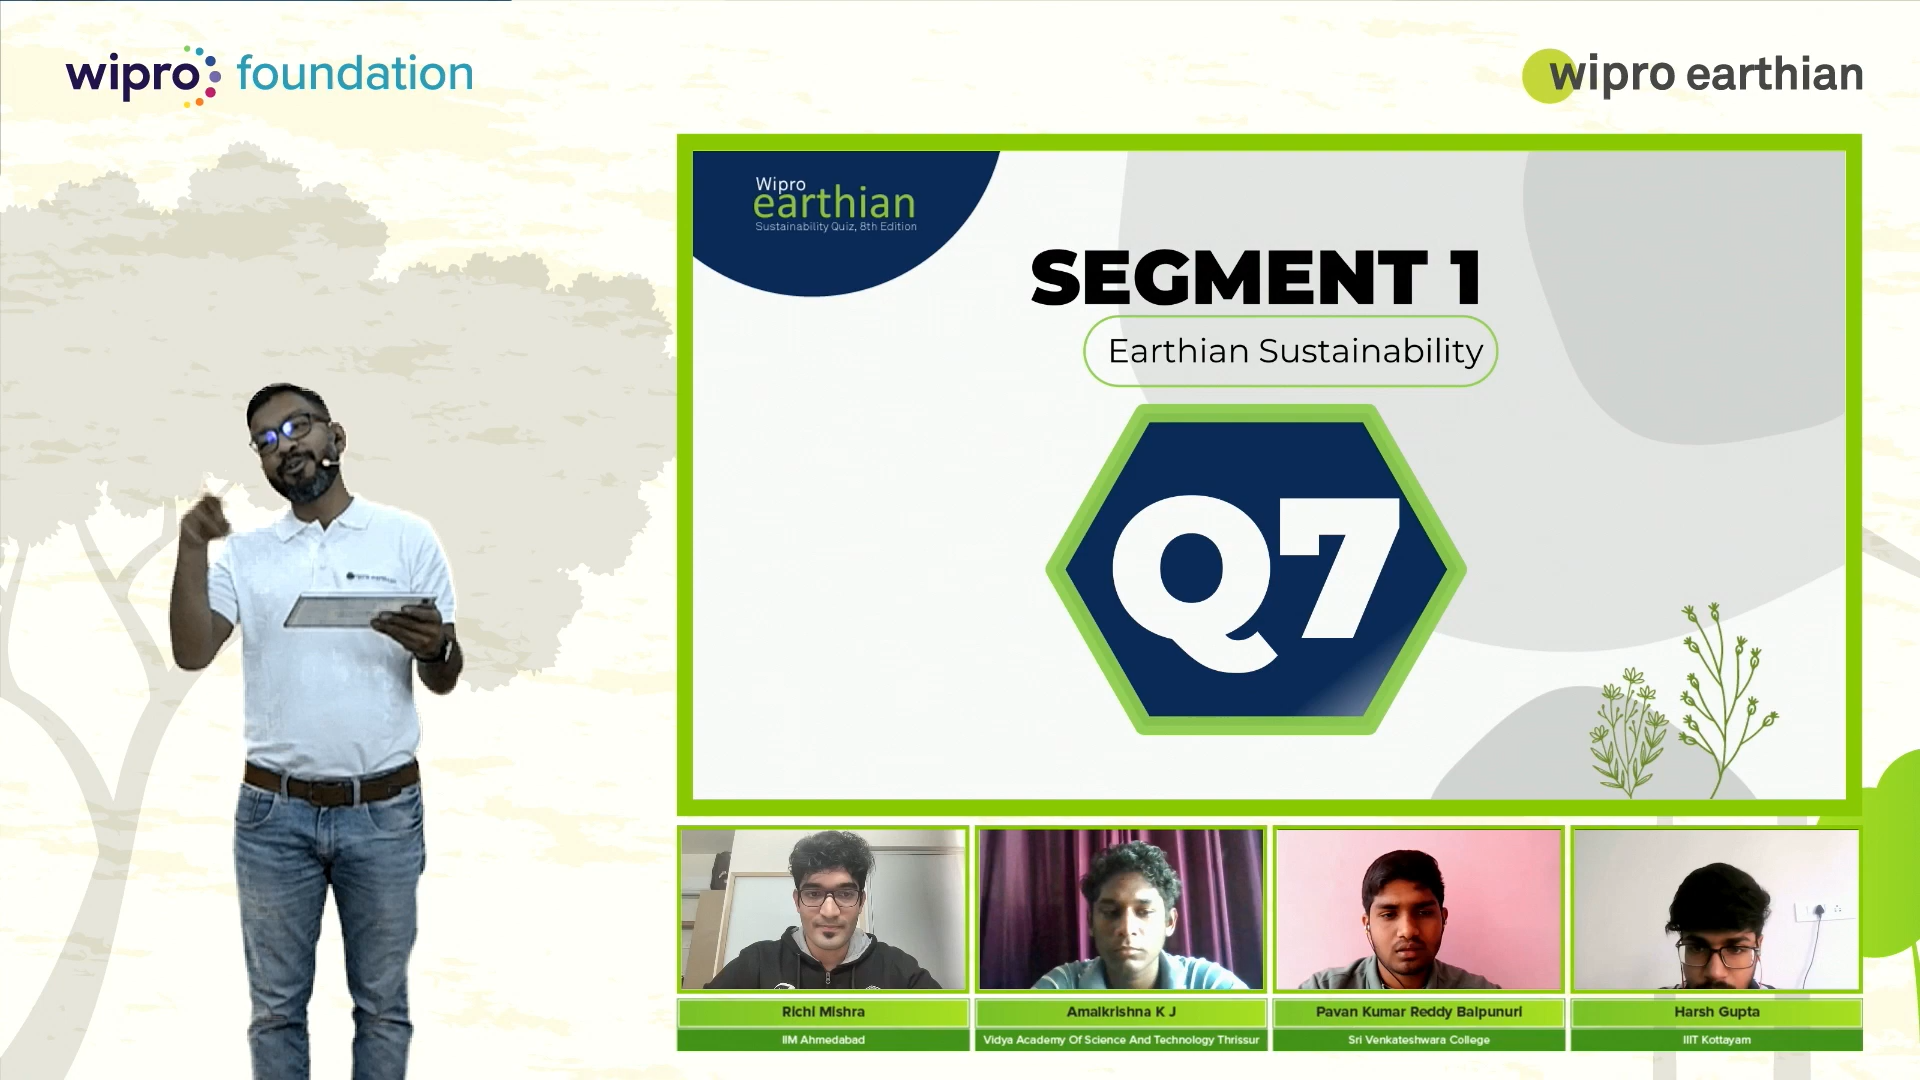 wipro foundation
wipro earthian
Wipro
earthian
Sustainability Quiz, 8th Edition
SEGMENT 1
Earthian Sustainability
Q7
Richi Mishra
IIM Ahmedabad
Amalkrishna K J
Vidya Academy Of Science And Technology Thrissur
Pavan Kumar Reddy Balpunuri
Sri Venkateshwara College
Harsh Gupta
IIIT Kottayam